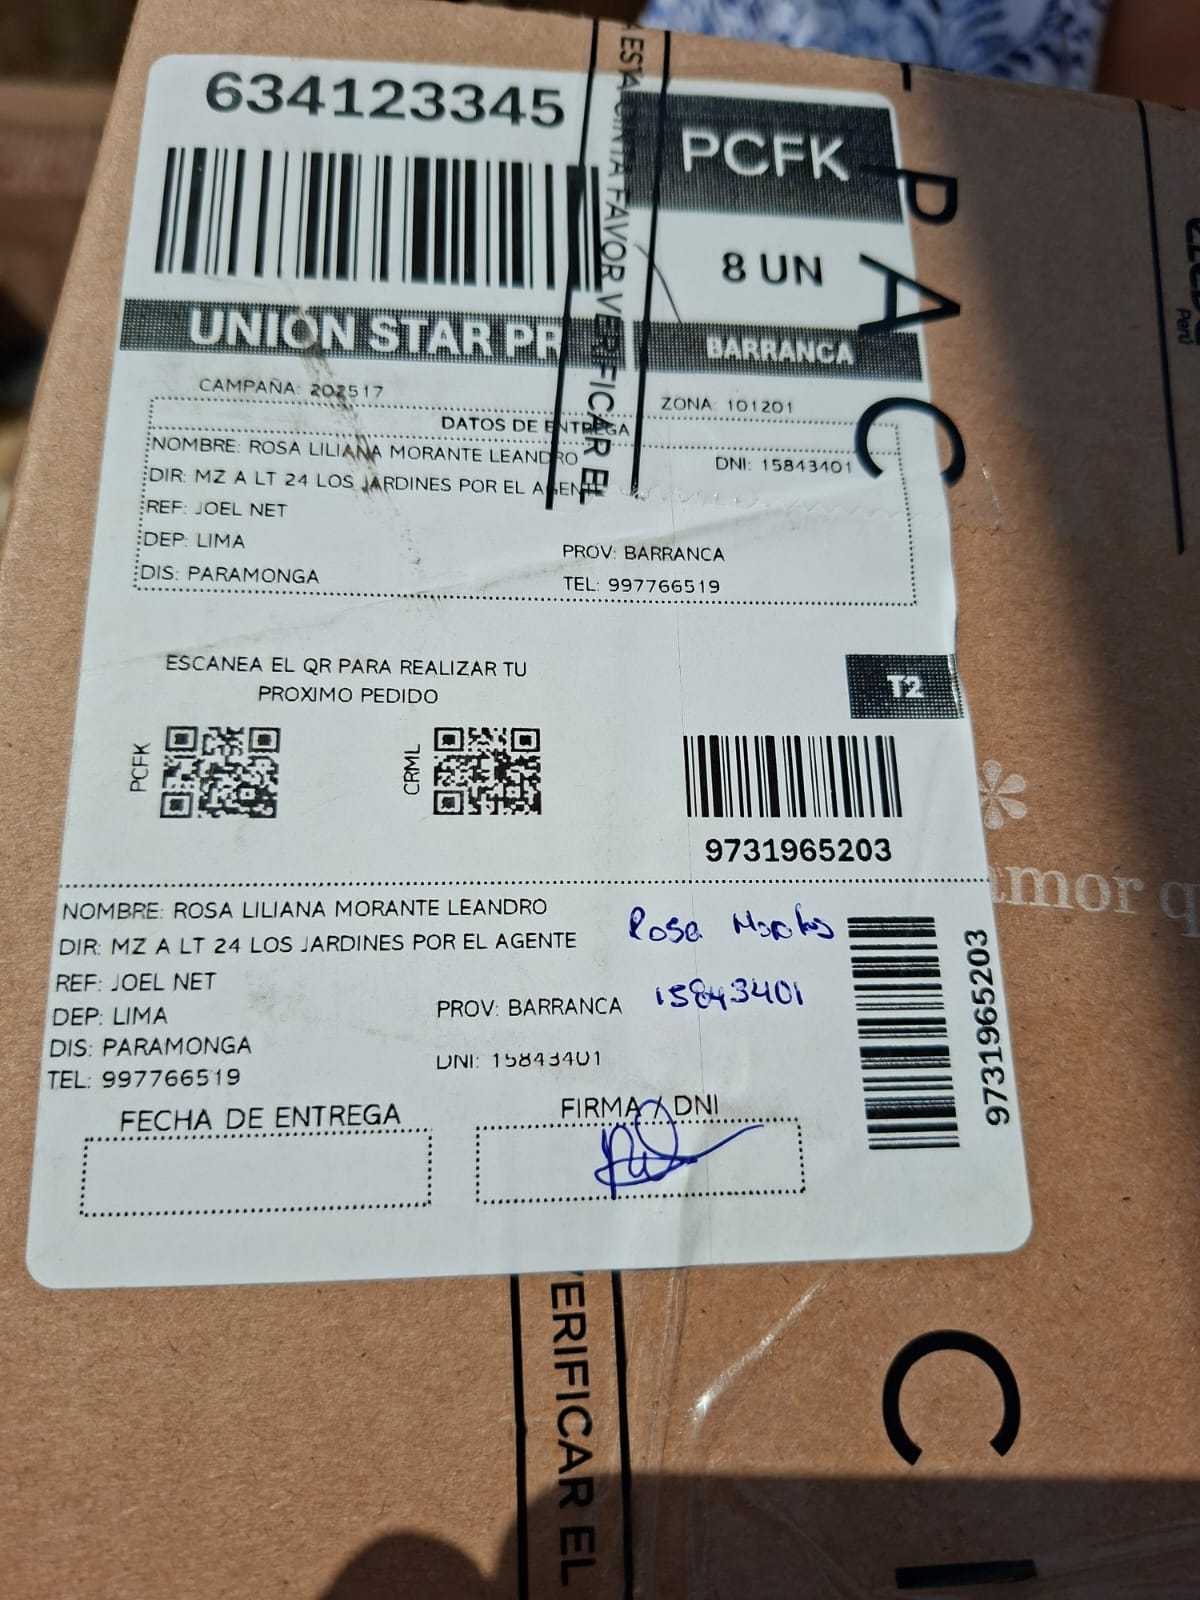 634123345
PCFK
8 UN
UNION STAR PR
BARRANCA
CAMPAÑA: 202517
ZONA: 101201
DATOS DE ENTREGA
NOMBRE: ROSA LILIANA MORANTE LEANDRO
DNI: 15843401
DIR: MZ A LT 24 LOS JARDINES POR EL AGENTE
REF: JOEL NET
DEP: LIMA
PROV: BARRANCA
DIS: PARAMONGA
TEL: 997766519
ESCANEA EL QR PARA REALIZAR TU
PROXIMO PEDIDO
T2
PCFK
CRML
9731965203
NOMBRE: ROSA LILIANA MORANTE LEANDRO
DIR: MZ A LT 24 LOS JARDINES POR EL AGENTE
Rosa
REF: JOEL NET
DEP: LIMA
PROV: BARRANCA
15843401
DIS: PARAMONGA
DNI: 15843401
TEL: 997766519
9731965203
FECHA DE ENTREGA
FIRMA / DNI
ESTA CINTA FAVOR VERIFICAR EL
VERIFICAR EL
PAC
C
Perú